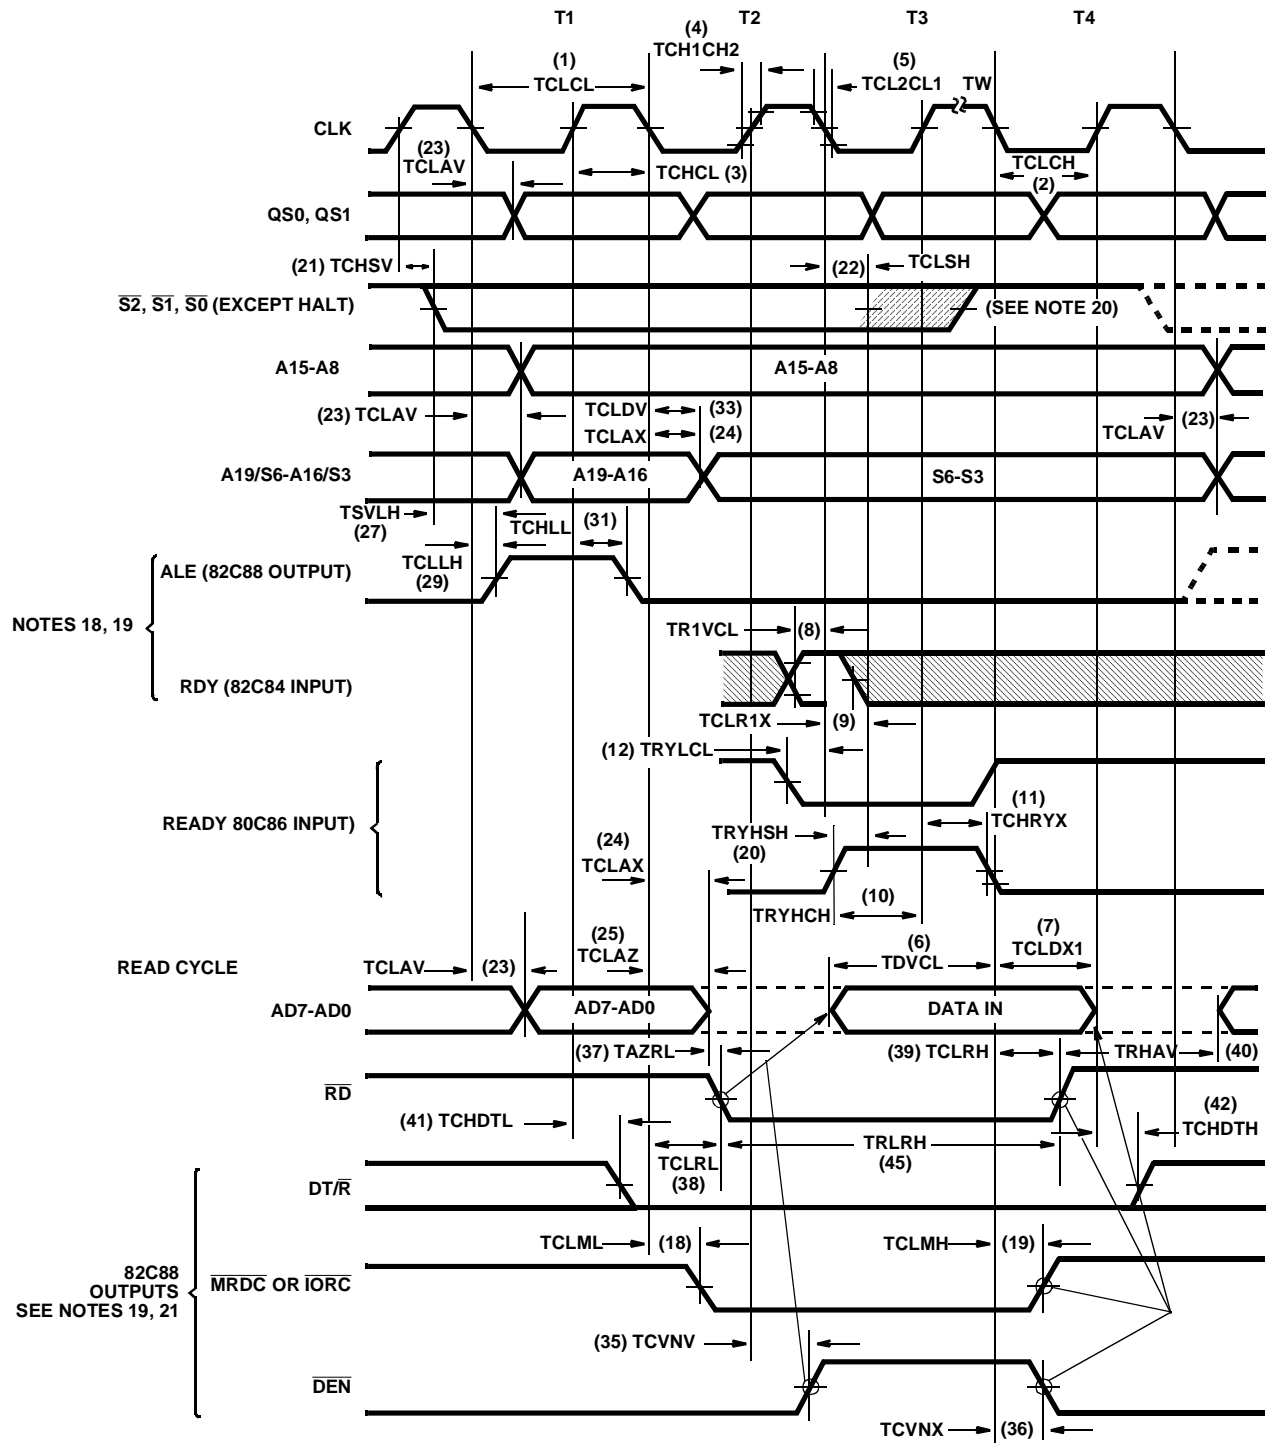 T1 T2 T3 T4
(4)
TCH1CH2
(1)
TCLCL
(5)
TCL2CL1
TW
CLK
(23)
TCLAV
TCHCL (3)
TCLCH
(2)
QS0, QS1
(21) TCHSV
(22)
TCLSH
S2, S1, S0 (EXCEPT HALT)
(SEE NOTE 20)
A15-A8
A15-A8
(23) TCLAV
TCLDV
(33)
TCLAX
(24)
TCLAV
(23)
A19/S6-A16/S3
A19-A16
S6-S3
TSVLH
(27)
TCHLL
(31)
TCLLH
(29)
ALE (82C88 OUTPUT)
NOTES 18, 19
TR1VCL
(8)
RDY (82C84 INPUT)
TCLR1X
(9)
(12) TRYLCL
READY 80C86 INPUT)
(11)
TCHRYX
TRYHSH
(20)
(24)
TCLAX
(10)
TRYHCH
READ CYCLE
TCLAV
(23)
(25)
TCLAZ
(6)
TDVCL
(7)
TCLDX1
AD7-AD0
AD7-AD0
DATA IN
(37) TAZRL
(39) TCLRH
TRHAV
(40)
RD
(41) TCHDTL
(42)
TCHDTH
TCLRL
(38)
TRLRH
(45)
DT/R
TCLML
(18)
TCLMH
(19)
82C88
OUTPUTS
SEE NOTES 19, 21
MRDC OR IORC
(35) TCVNV
DEN
TCVNX
(36)